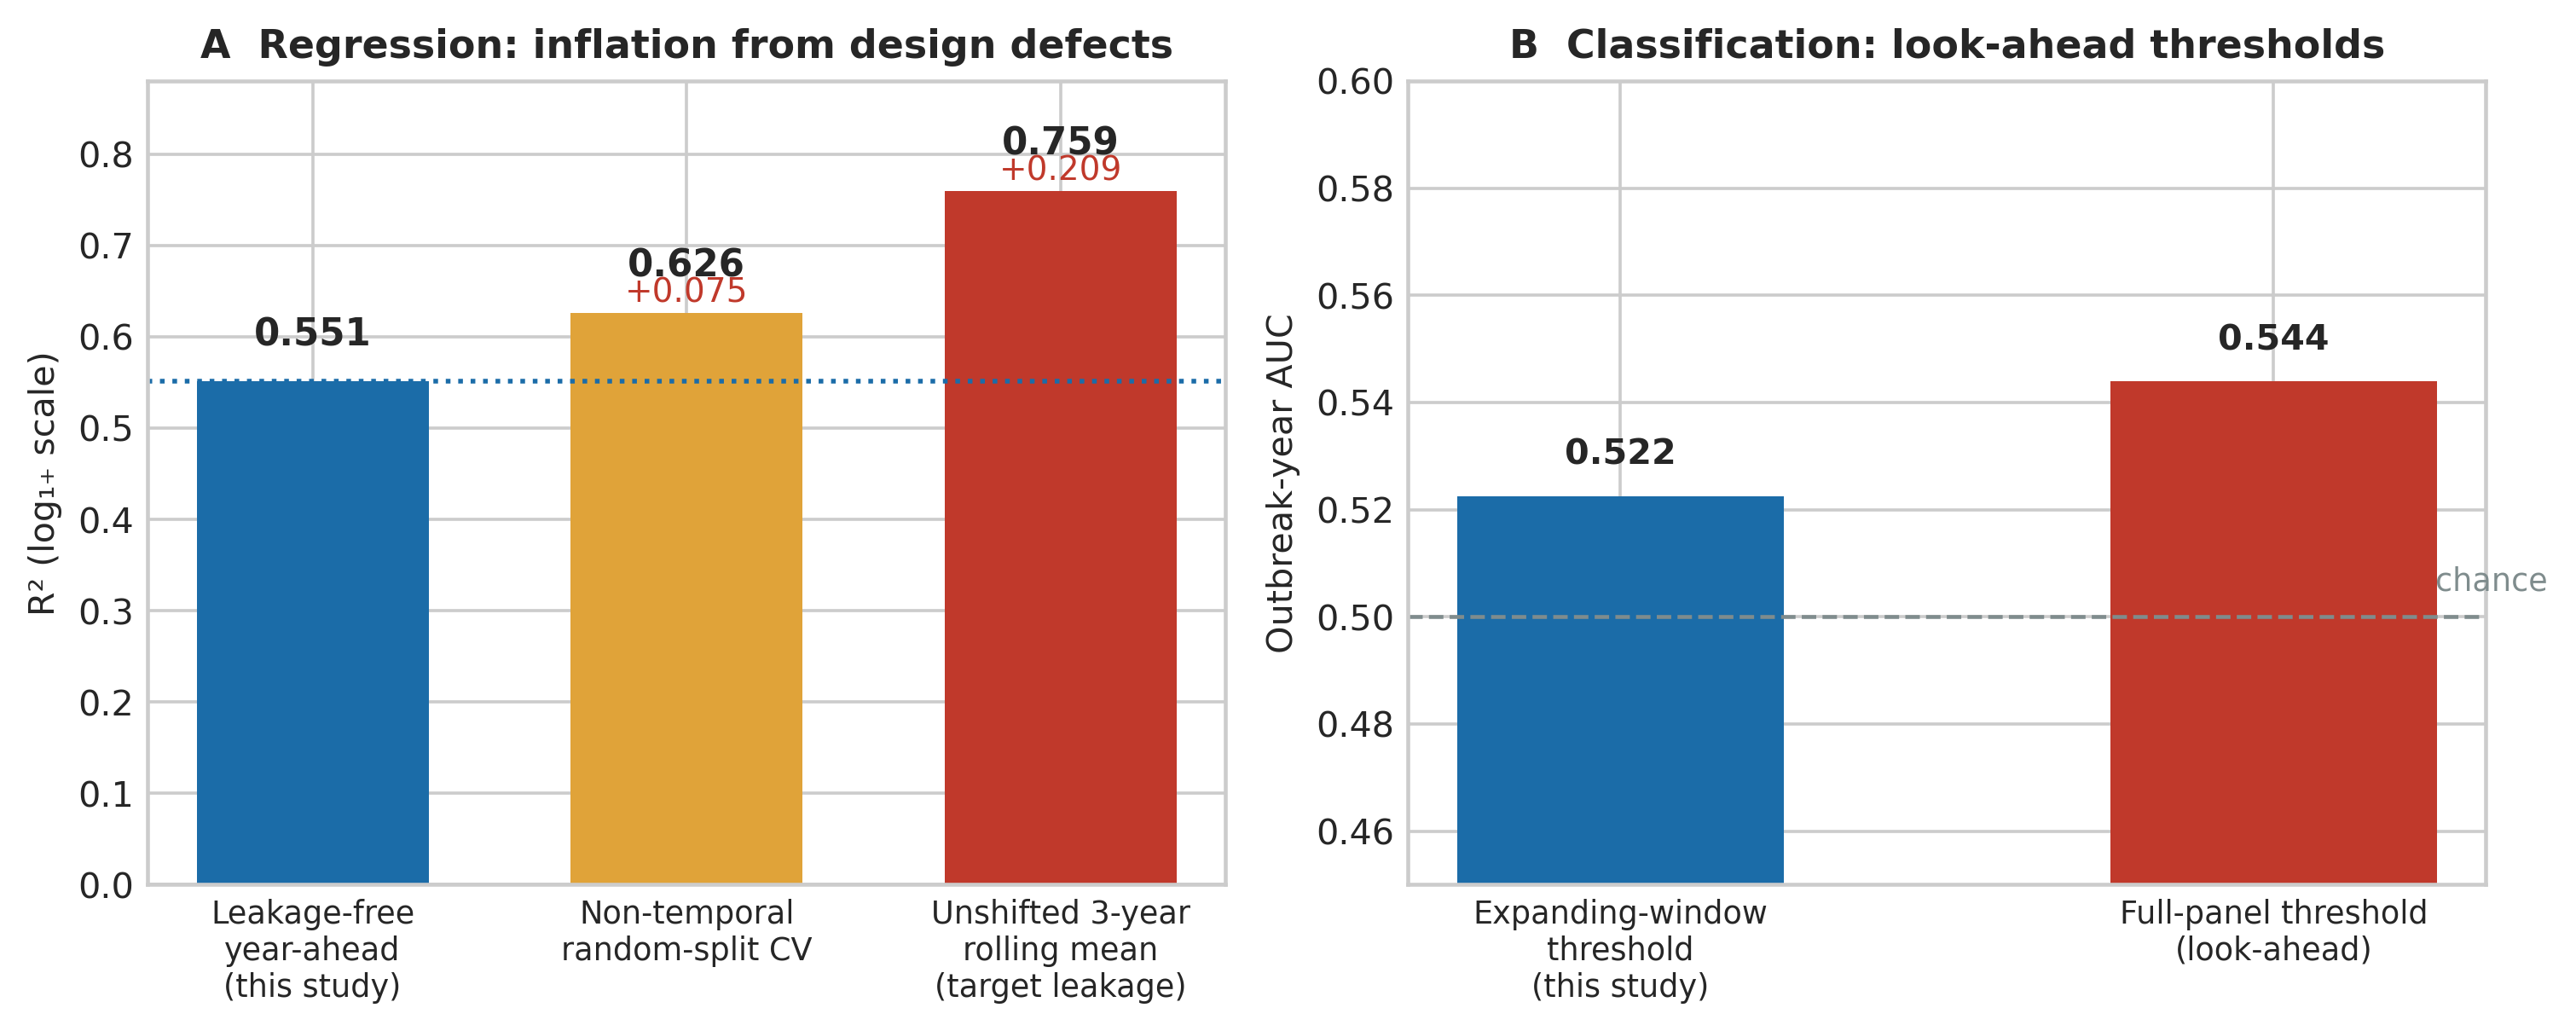 A  Regression: inflation from design defects
R² (log₁₊ scale)
0.8
0.7
0.6
0.5
0.4
0.3
0.2
0.1
0.0
0.551
0.626
+0.075
0.759
+0.209
Leakage-free
year-ahead
(this study)
Non-temporal
random-split CV
Unshifted 3-year
rolling mean
(target leakage)
B  Classification: look-ahead thresholds
Outbreak-year AUC
0.60
0.58
0.56
0.54
0.52
0.50
0.48
0.46
0.522
0.544
chance
Expanding-window
threshold
(this study)
Full-panel threshold
(look-ahead)